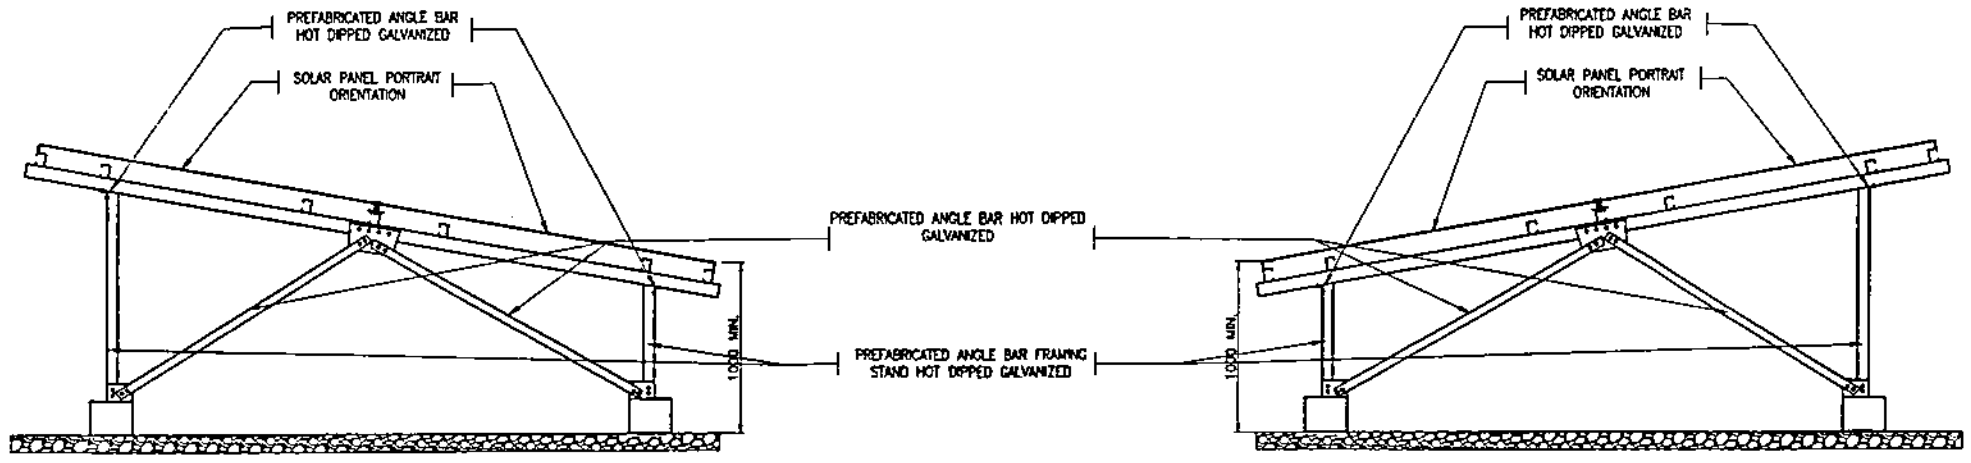 PREFABRICATED ANGLE BAR
HOT DIPPED GALVANIZED
SOLAR PANEL PORTRAIT
ORIENTATION
PREFABRICATED ANGLE BAR
HOT DIPPED GALVANIZED
SOLAR PANEL PORTRAIT
ORIENTATION
PREFABRICATED ANGLE BAR HOT DIPPED
GALVANIZED
1000 MIN.
PREFABRICATED ANGLE BAR FRAMING
STAND HOT DIPPED GALVANIZED
1000 MIN.